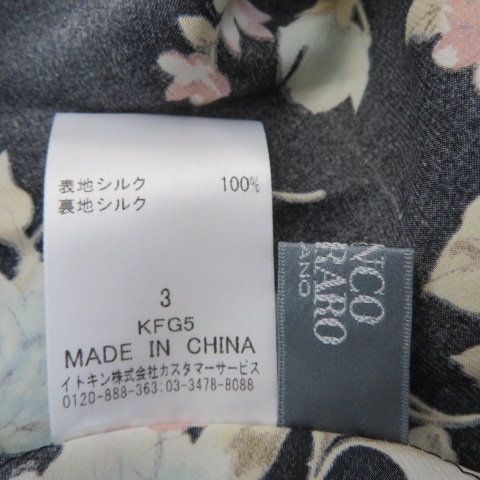 表地シルク 100%
裏地シルク
3
KFG5
MADE IN CHINA
イトキン株式会社カスタマーサービス
0120-888-363:03-3478-8088
NCO
RARO
ANO